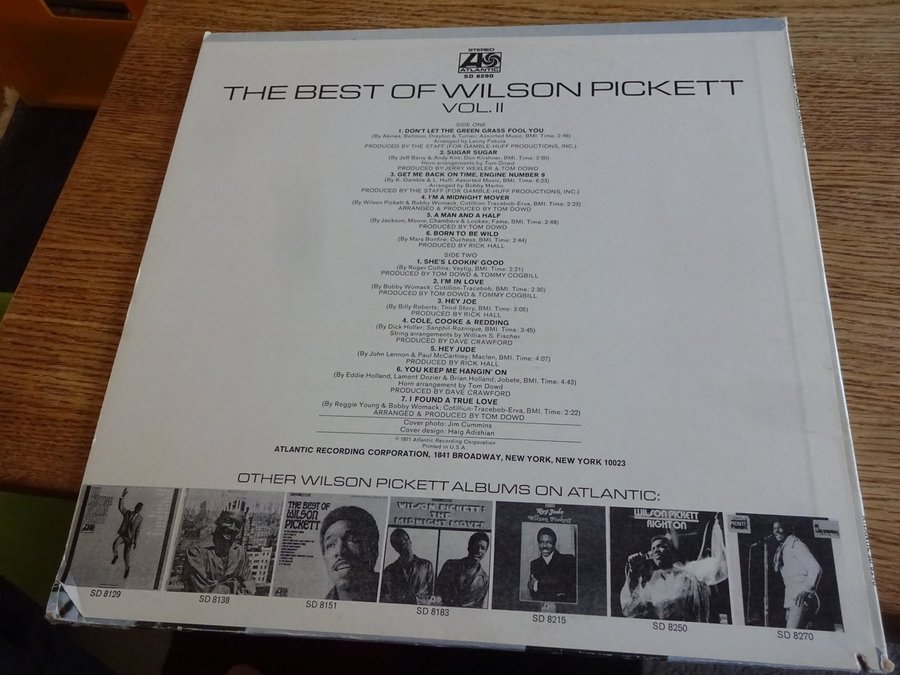 STEREO
ATLANTIC
SD 8290
THE BEST OF WILSON PICKETT
VOL. II
SIDE ONE
1. DON'T LET THE GREEN GRASS FOOL YOU
(By Akines, Bellmon, Drayton & Turner; Assorted Music, BMI. Time: 2:46)
Arranged by Lenny Pakula
PRODUCED BY THE STAFF (FOR GAMBLE-HUFF PRODUCTIONS, INC.)
2. SUGAR SUGAR
(By Jeff Barry & Andy Kim; Don Kirshner, BMI. Time: 3:00)
Horn arrangements by Tom Dowd
PRODUCED BY JERRY WEXLER & TOM DOWD
3. GET ME BACK ON TIME, ENGINE NUMBER 9
(By K. Gamble & L. Huff; Assorted Music, BMI. Time: 6:23)
Arranged by Bobby Martin
PRODUCED BY THE STAFF (FOR GAMBLE-HUFF PRODUCTIONS, INC.)
4. I'M A MIDNIGHT MOVER
(By Wilson Pickett & Bobby Womack; Cotillion-Tracebob-Erva, BMI. Time: 2:23)
ARRANGED & PRODUCED BY TOM DOWD
5. A MAN AND A HALF
(By Jackson, Moore, Chambers & Lookes; Fame, BMI. Time: 2:48)
PRODUCED BY TOM DOWD
6. BORN TO BE WILD
(By Mars Bonfire; Duchess, BMI. Time: 2:44)
PRODUCED BY RICK HALL
SIDE TWO
1. SHE'S LOOKIN' GOOD
(By Roger Collins; Veytig, BMI. Time: 2:21)
PRODUCED BY TOM DOWD & TOMMY COGBILL
2. I'M IN LOVE
(By Bobby Womack; Cotillion-Tracebob, BMI. Time: 2:30)
PRODUCED BY TOM DOWD & TOMMY COGBILL
3. HEY JOE
(By Billy Roberts; Third Story, BMI. Time: 3:05)
PRODUCED BY RICK HALL
4. COLE, COOKE & REDDING
(By Dick Holler; Sanphil-Roznique, BMI. Time: 3:45)
String arrangements by William S. Fischer
PRODUCED BY DAVE CRAWFORD
5. HEY JUDE
(By John Lennon & Paul McCartney; Maclen, BMI. Time: 4:07)
PRODUCED BY RICK HALL
6. YOU KEEP ME HANGIN' ON
(By Eddie Holland, Lamont Dozier & Brian Holland; Jobete, BMI. Time: 4:43)
Horn arrangement by Tom Dowd
PRODUCED BY DAVE CRAWFORD
7. I FOUND A TRUE LOVE
(By Reggie Young & Bobby Womack; Cotilliun-Tracebob-Erva, BMI. Time: 2:22)
ARRANGED & PRODUCED BY TOM DOWD
Cover photo: Jim Cummins
Cover design: Haig Adishian
© 1971 Atlantic Recording Corporation
Printed in U.S.A.
ATLANTIC RECORDING CORPORATION, 1841 BROADWAY, NEW YORK, NEW YORK 10023
OTHER WILSON PICKETT ALBUMS ON ATLANTIC:
THE BEST OF
WILSON
PICKETT
WILSON PICKETT:
THE
MIDNIGHT MOVER
Hey Jude
Wilson Pickett
WILSON PICKETT
RIGHT ON
WILSON
PICKETT
SD 8129
SD 8138
SD 8151
SD 8183
SD 8215
SD 8250
SD 8270